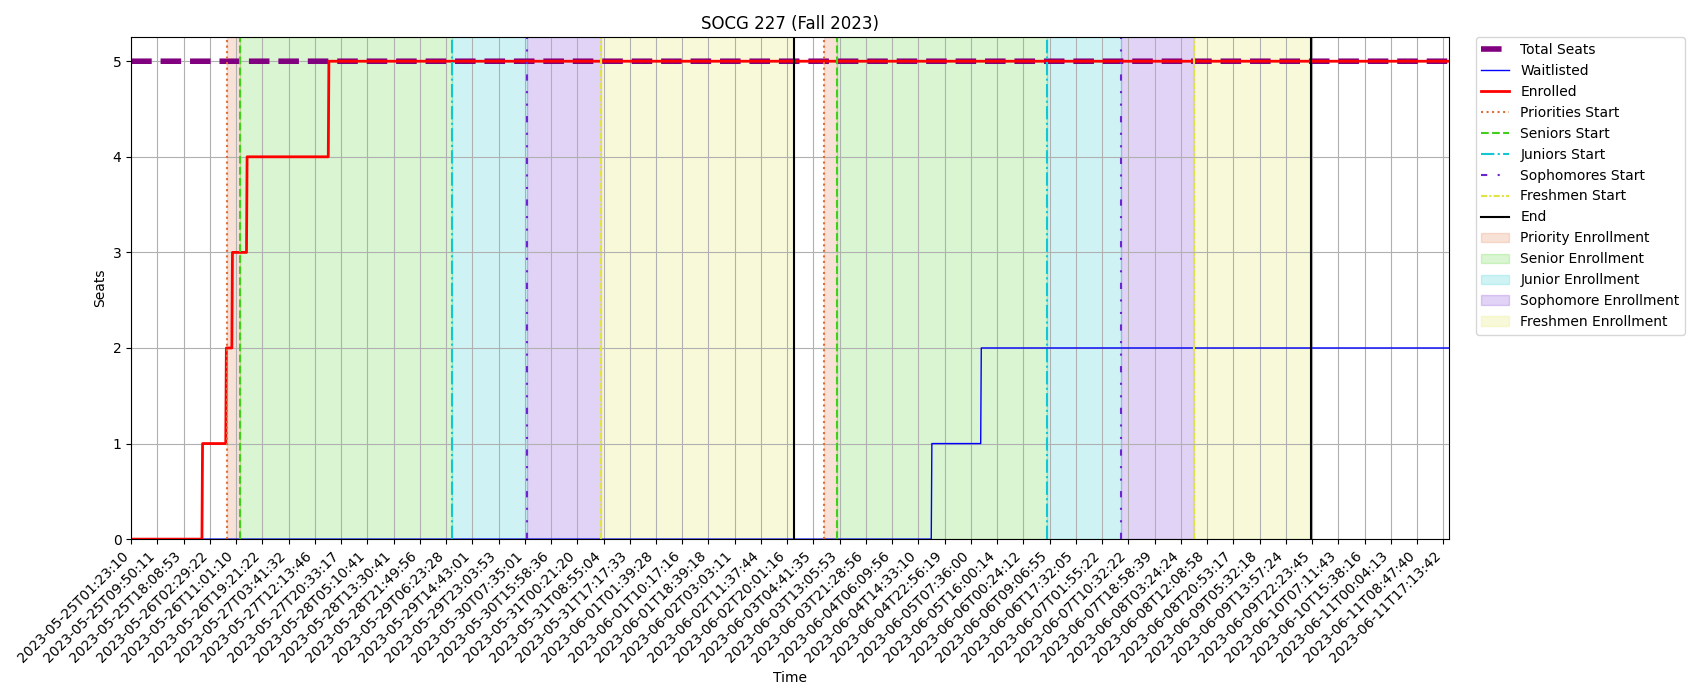 SOCG 227 (Fall 2023)
Seats
5
4
3
2
1
0
2023-05-25T01:23:10
2023-05-25T09:50:11
2023-05-25T18:08:53
2023-05-26T02:29:22
2023-05-26T11:01:10
2023-05-26T19:21:22
2023-05-27T03:41:32
2023-05-27T12:13:46
2023-05-27T20:33:17
2023-05-28T05:10:41
2023-05-28T13:30:41
2023-05-28T21:49:56
2023-05-29T06:23:28
2023-05-29T14:43:01
2023-05-29T23:03:53
2023-05-30T07:35:01
2023-05-30T15:58:36
2023-05-31T00:21:20
2023-05-31T08:55:04
2023-05-31T17:17:33
2023-06-01T01:39:28
2023-06-01T10:17:16
2023-06-01T18:39:18
2023-06-02T03:03:11
2023-06-02T11:37:44
2023-06-02T20:01:16
2023-06-03T04:41:35
2023-06-03T13:05:53
2023-06-03T21:28:56
2023-06-04T06:09:56
2023-06-04T14:33:10
2023-06-04T22:56:19
2023-06-05T07:36:00
2023-06-05T16:00:14
2023-06-06T00:24:12
2023-06-06T09:06:55
2023-06-06T17:32:05
2023-06-07T01:55:22
2023-06-07T10:32:22
2023-06-07T18:58:39
2023-06-08T03:24:24
2023-06-08T12:08:58
2023-06-08T20:53:17
2023-06-09T05:32:18
2023-06-09T13:57:24
2023-06-09T22:23:45
2023-06-10T07:11:43
2023-06-10T15:38:16
2023-06-11T00:04:13
2023-06-11T08:47:40
2023-06-11T17:13:42
Time
Total Seats
Waitlisted
Enrolled
Priorities Start
Seniors Start
Juniors Start
Sophomores Start
Freshmen Start
End
Priority Enrollment
Senior Enrollment
Junior Enrollment
Sophomore Enrollment
Freshmen Enrollment